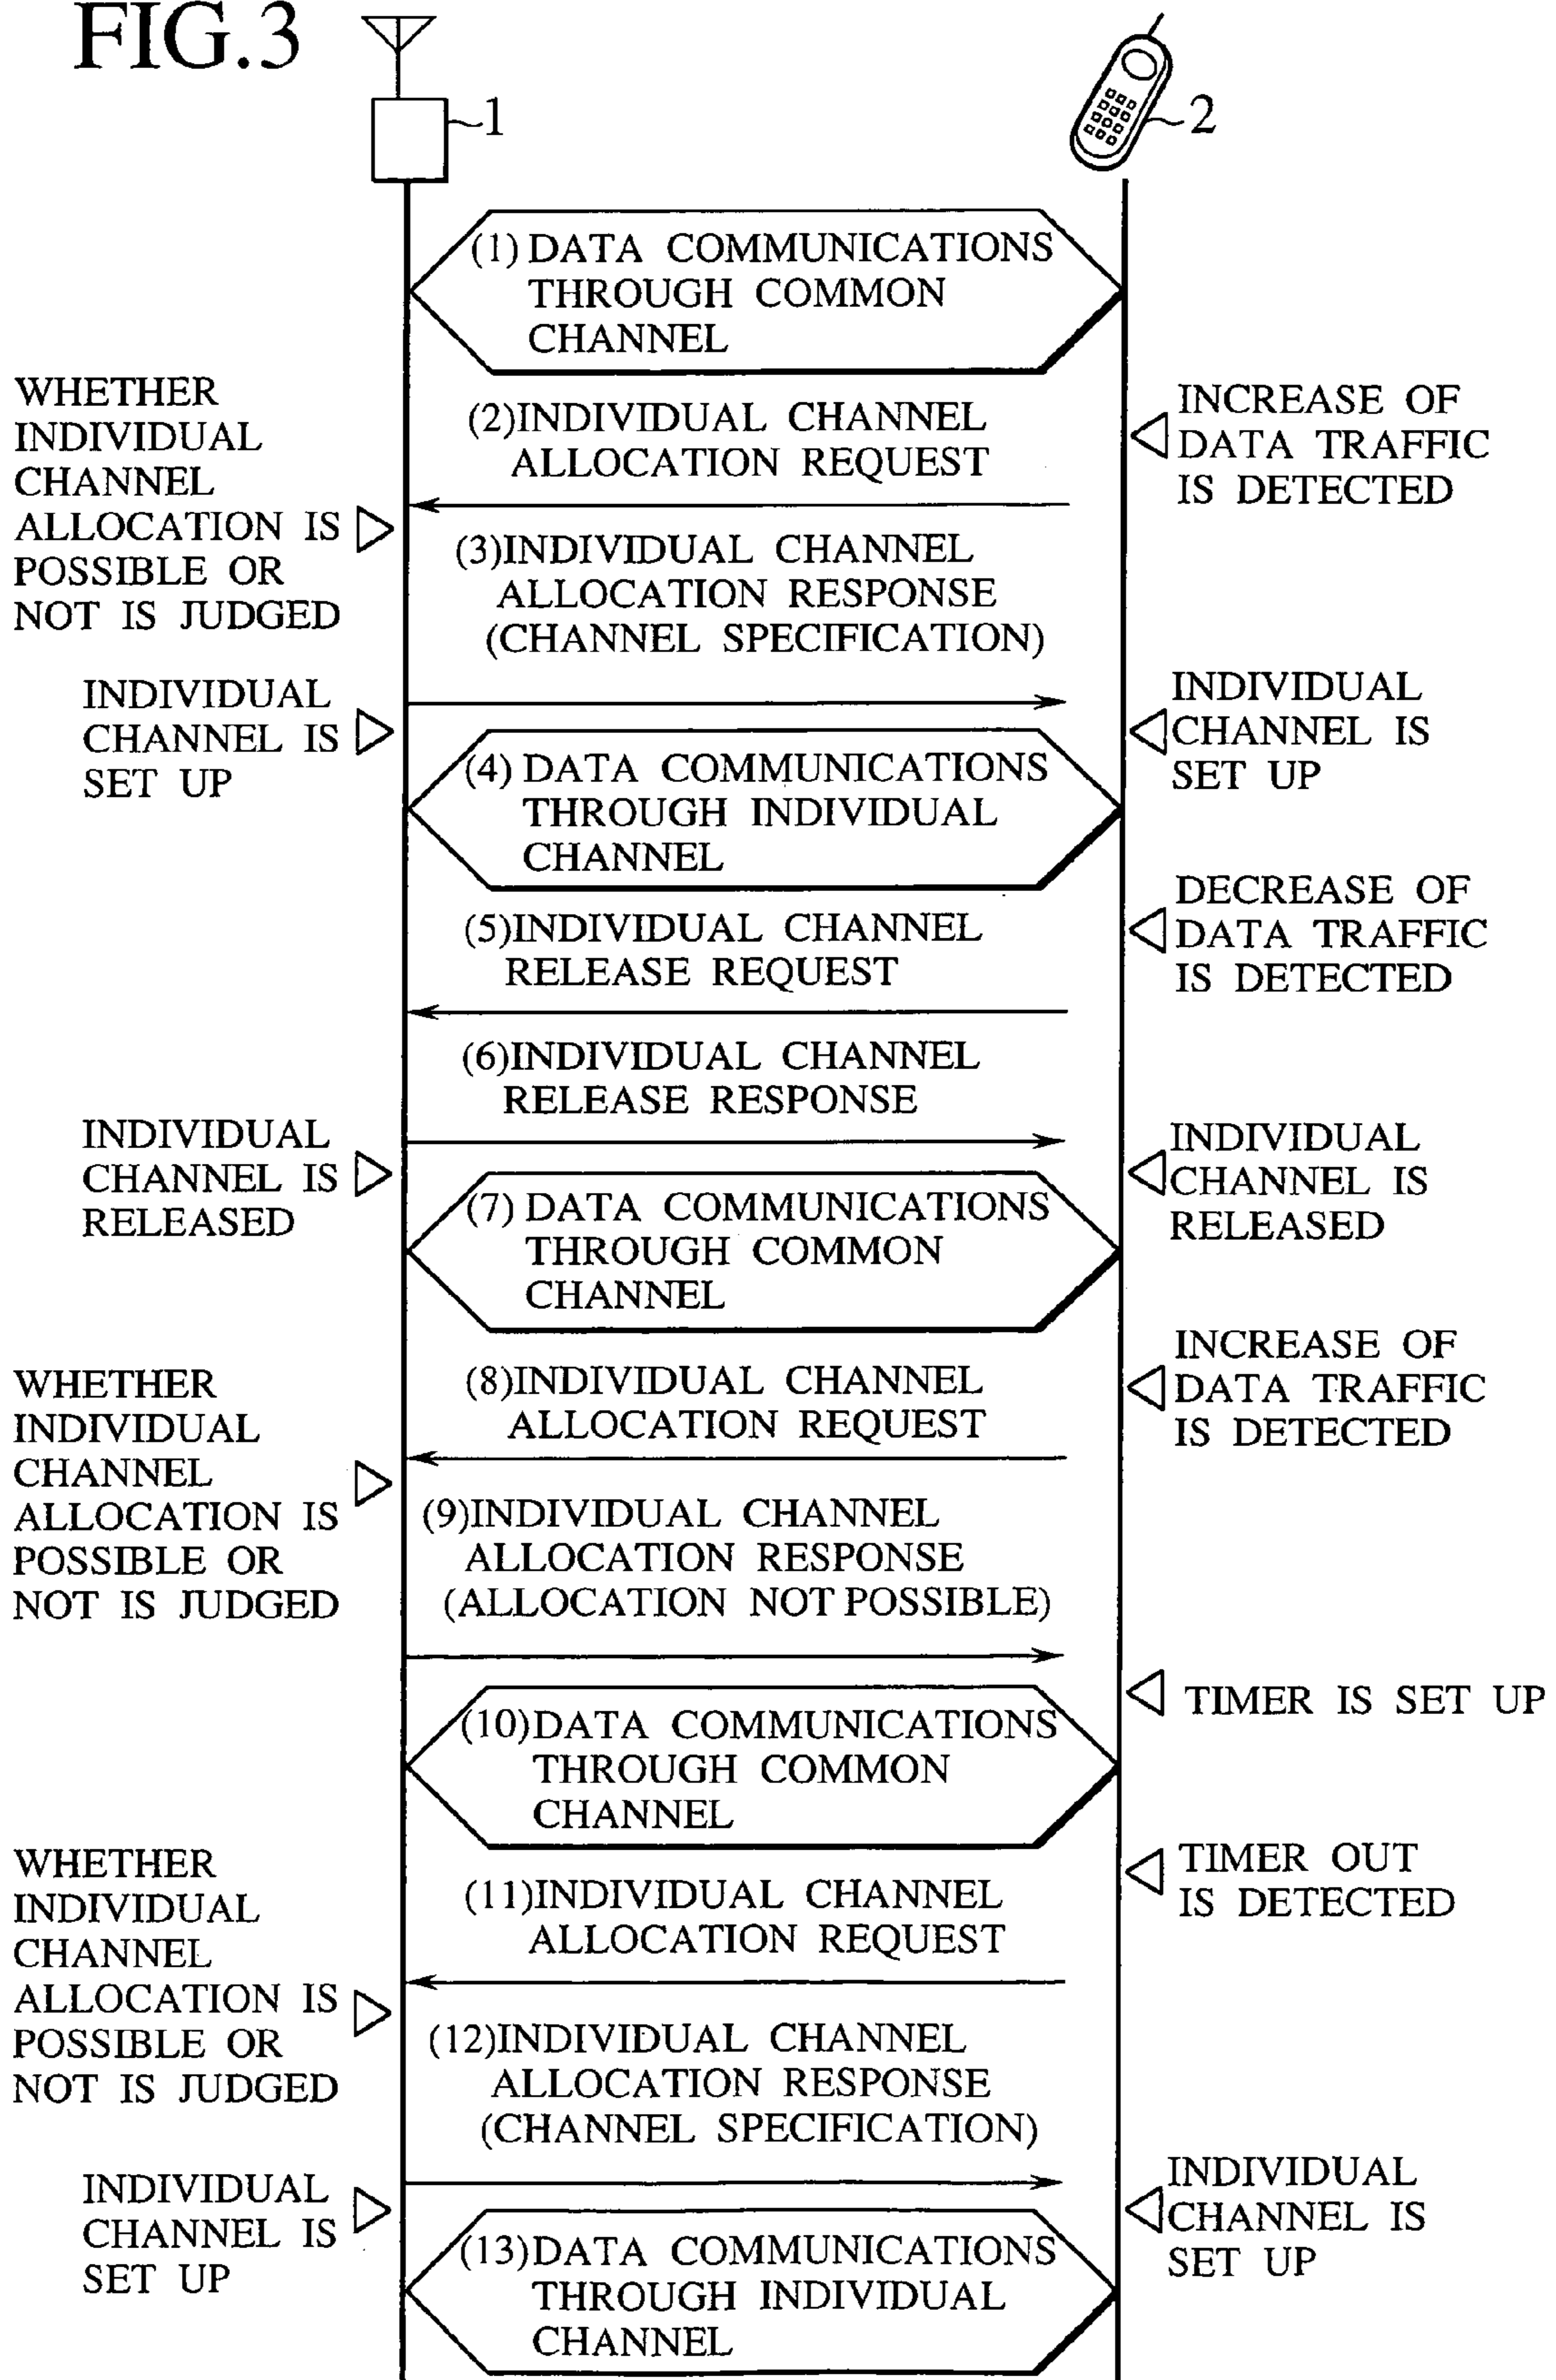 FIG.3
1
2
(1) DATA COMMUNICATIONS
THROUGH COMMON
CHANNEL
WHETHER
INDIVIDUAL
CHANNEL
ALLOCATION IS
POSSIBLE OR
NOT IS JUDGED
(2)INDIVIDUAL CHANNEL
ALLOCATION REQUEST
INCREASE OF
DATA TRAFFIC
IS DETECTED
(3)INDIVIDUAL CHANNEL
ALLOCATION RESPONSE
(CHANNEL SPECIFICATION)
INDIVIDUAL
CHANNEL IS
SET UP
INDIVIDUAL
CHANNEL IS
SET UP
(4) DATA COMMUNICATIONS
THROUGH INDIVIDUAL
CHANNEL
DECREASE OF
DATA TRAFFIC
IS DETECTED
(5)INDIVIDUAL CHANNEL
RELEASE REQUEST
(6)INDIVIDUAL CHANNEL
RELEASE RESPONSE
INDIVIDUAL
CHANNEL IS
RELEASED
INDIVIDUAL
CHANNEL IS
RELEASED
(7) DATA COMMUNICATIONS
THROUGH COMMON
CHANNEL
INCREASE OF
DATA TRAFFIC
IS DETECTED
WHETHER
INDIVIDUAL
CHANNEL
ALLOCATION IS
POSSIBLE OR
NOT IS JUDGED
(8)INDIVIDUAL CHANNEL
ALLOCATION REQUEST
(9)INDIVIDUAL CHANNEL
ALLOCATION RESPONSE
(ALLOCATION NOT POSSIBLE)
TIMER IS SET UP
(10)DATA COMMUNICATIONS
THROUGH COMMON
CHANNEL
TIMER OUT
IS DETECTED
WHETHER
INDIVIDUAL
CHANNEL
ALLOCATION IS
POSSIBLE OR
NOT IS JUDGED
(11)INDIVIDUAL CHANNEL
ALLOCATION REQUEST
(12)INDIVIDUAL CHANNEL
ALLOCATION RESPONSE
(CHANNEL SPECIFICATION)
INDIVIDUAL
CHANNEL IS
SET UP
INDIVIDUAL
CHANNEL IS
SET UP
(13)DATA COMMUNICATIONS
THROUGH INDIVIDUAL
CHANNEL